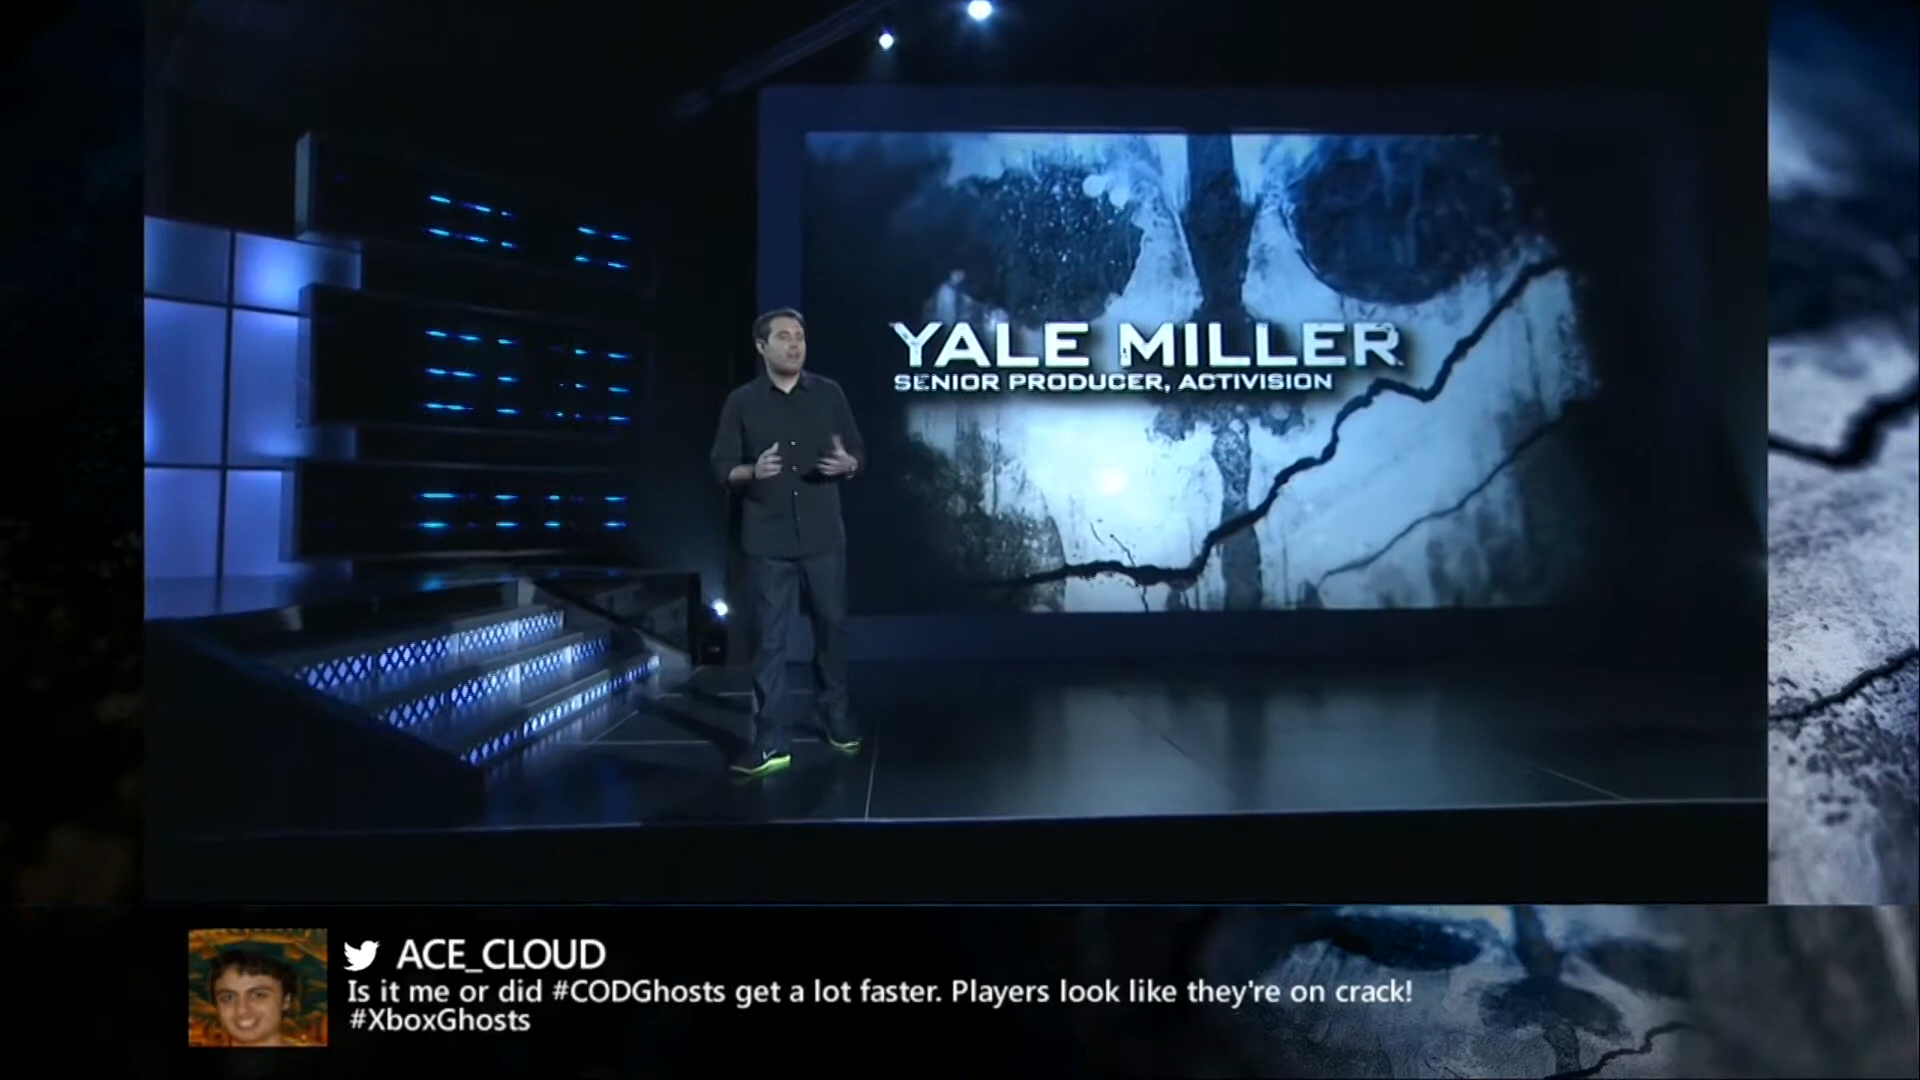 YALE MILLER
SENIOR PRODUCER, ACTIVISION
ACE_CLOUD
Is it me or did #CODGhosts get a lot faster. Players look like they're on crack!
#XboxGhosts